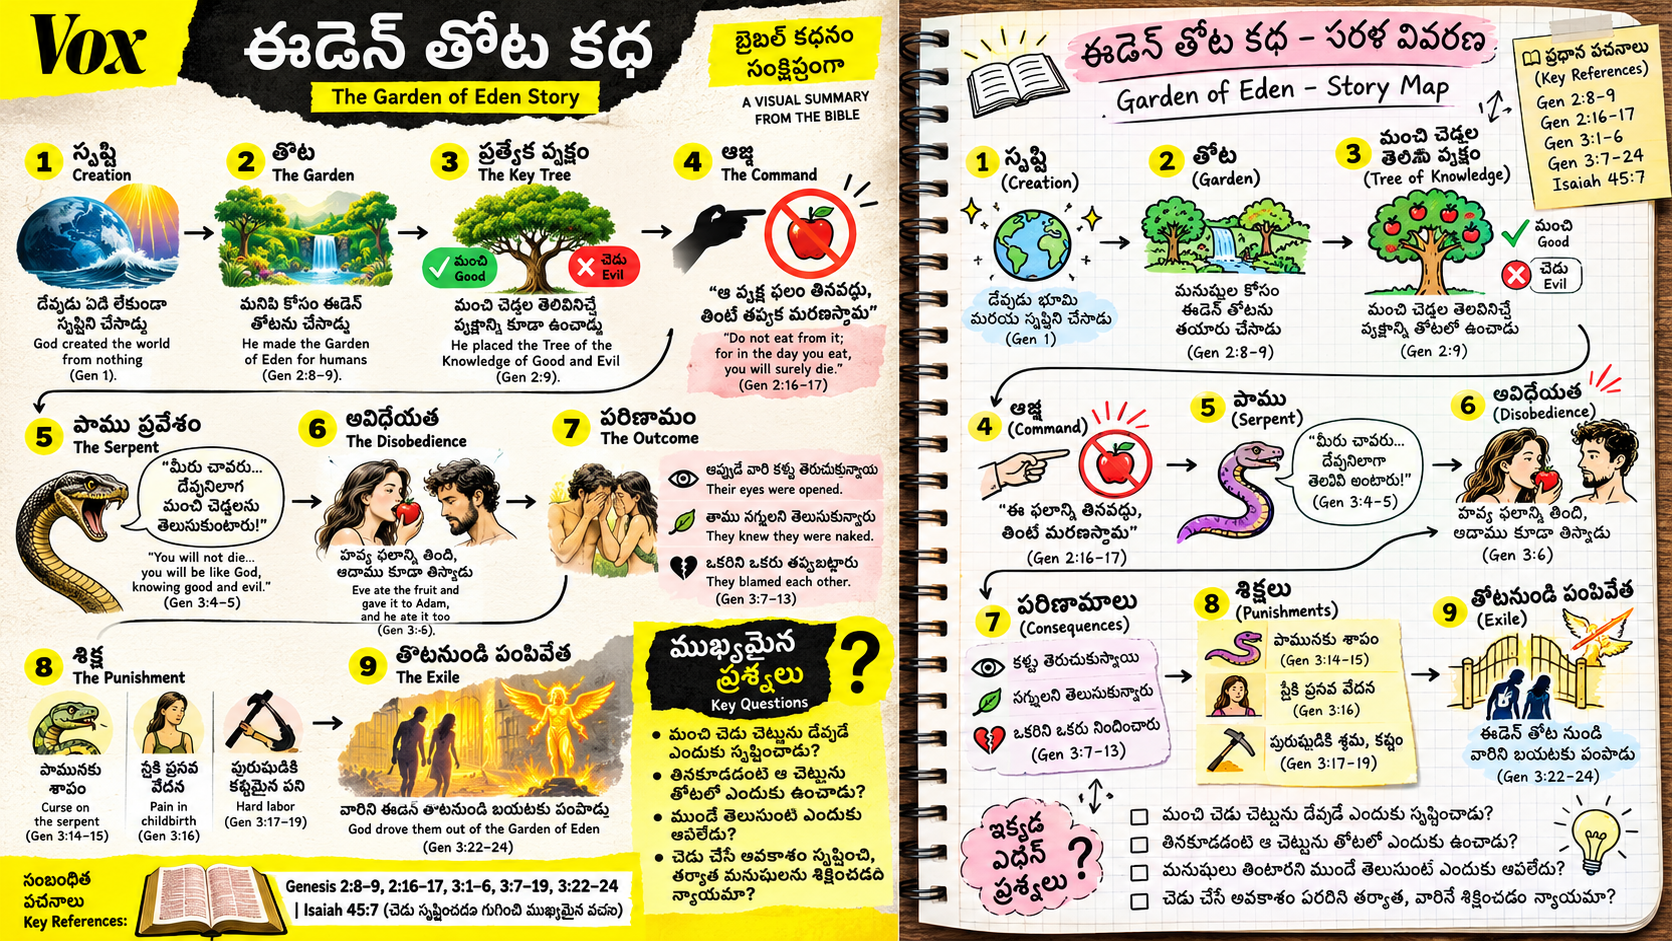 Vox
ఈడెన్ తోట కథ
The Garden of Eden Story
బైబల్ కథనం
సంక్షిప్తంగా
A VISUAL SUMMARY
FROM THE BIBLE
1 సృష్టి
Creation
దేవుడు ఏడి లేకుండా
సృష్టిని చేసాడు
God created the world
from nothing
(Gen 1).
2 తోట
The Garden
మనిపి కోసం ఈడెన్
తోటను చేసాడు
He made the Garden
of Eden for humans
(Gen 2:8–9).
3 ప్రత్యేక వృక్షం
The Key Tree
మంచి
Good
చెడు
Evil
మంచి చెడ్డల తెలివినిచ్చే
వృక్షాన్ని కూడా ఉంచాడు
He placed the Tree of the
Knowledge of Good and Evil
(Gen 2:9).
4 ఆజ్ఞ
The Command
“ఆ వృక్ష ఫలం తినవద్దు,
తింటే తప్పక మరణిస్తావు”
“Do not eat from it;
for in the day you eat,
you will surely die.”
(Gen 2:16–17)
5 పాము ప్రవేశం
The Serpent
“మీరు చావరు...
దేవునిలాగ
మంచి చెడ్డలను
తెలుసుకుంటారు!”
“You will not die...
you will be like God,
knowing good and evil.”
(Gen 3:4–5)
6 అవిధేయత
The Disobedience
హవ్వ ఫలాన్ని తింది,
ఆదాము కూడా తిన్నాడు
Eve ate the fruit and
gave it to Adam,
and he ate it too
(Gen 3:-6).
7 పరిణామం
The Outcome
అప్పుడే వారి కళ్లు తెరుచుకున్నాయ
Their eyes were opened.
తాము నగ్నులని తెలుసుకున్నారు
They knew they were naked.
ఒకరిని ఒకరు తప్పుబట్టారు
They blamed each other.
(Gen 3:7–13)
8 శిక్ష
The Punishment
పామునకు
శాపం
Curse on
the serpent
(Gen 3:14–15)
స్త్రీకి ప్రసవ
వేదన
Pain in
childbirth
(Gen 3:16)
పురుషుడికి
కష్టమైన పని
Hard labor
(Gen 3:17–19)
9 తొటనుండి పంపివేత
The Exile
వారిని ఈడెన్ తోటనుండి బయటకు పంపాడు
God drove them out of the Garden of Eden
(Gen 3:22–24)
ముఖ్యమైన
ప్రశ్నలు
?
Key Questions
• మంచి చెడు చెట్టును దేవుడే
ఎందుకు సృష్టించాడు?
• తినకూడదంటి ఆ చెట్టును
తోటలో ఎందుకు ఉంచాడు?
• ముండే తెలుసుంటి ఎందుకు
ఆపలేదు?
• చెడు చేసే అవకాశం సృష్టించి,
తర్వాత మనుషులను శిక్షించడది
న్యాయమా?
సంబంధిత
వచనాలు
Key References:
Genesis 2:8–9, 2:16–17, 3:1–6, 3:7–19, 3:22–24
| Isaiah 45:7 (చెడు సృష్టించడం గుగించి ముఖ్యమైన వచనం)
ఈడెన్ తోట కథ – సరళ వివరణ
Garden of Eden – Story Map
ప్రధాన వచనాలు
(Key References)
Gen 2:8–9
Gen 2:16–17
Gen 3:1–6
Gen 3:7–24
Isaiah 45:7
1 సృష్టి
(Creation)
దేవుడు భూమి
మరయ సృష్టిని చేసాడు
(Gen 1)
2 తోట
(Garden)
మనుషుల కోసం
ఈడెన్ తోటను
తయారు చేసాడు
(Gen 2:8–9)
3 మంచి చెడ్డల
తెలిసే వృక్షం
(Tree of Knowledge)
మంచి
Good
చెడు
Evil
మంచి చెడ్డల తెలవినిచ్చే
వృక్షాన్ని తోటలో ఉంచాడు
(Gen 2:9)
4 ఆజ్ఞ
(Command)
“ఈ ఫలాన్ని తినవద్దు,
తింటే మరణిస్తావు”
(Gen 2:16–17)
5 పాము
(Serpent)
“మీరు చావరు...
దేవునిలాగా
తెలివి అంటారు!”
(Gen 3:4–5)
6 అవిధేయత
(Disobedience)
హవ్వ ఫలాన్ని తింది,
ఆదాము కూడా తిన్నాడు
(Gen 3:6)
7 పరిణామాలు
(Consequences)
కళ్లు తెరుచుకున్నాయ
నగ్నులని తెలుసుకున్నారు
ఒకరిని ఒకరు నిందించారు
(Gen 3:7–13)
8 శిక్షలు
(Punishments)
పామునకు శాపం
(Gen 3:14–15)
స్త్రీకి ప్రసవ వేదన
(Gen 3:16)
పురుషుడికి శ్రమ, కష్టం
(Gen 3:17–19)
9 తోటనుండి పంపివేత
(Exile)
ఈడెన్ తోట నుండి
వారిని బయటకు పంపాడు
(Gen 3:22–24)
ఇక్కడ
ప్రశ్నలు ?
మంచి చెడు చెట్టును దేవుడే ఎందుకు సృష్టించాడు?
తినకూడదంటి ఆ చెట్టును తోటలో ఎందుకు ఉంచాడు?
మనుషులు తింటారని ముండే తెలుసుంటే ఎందుకు ఆపలేదు?
చెడు చేసే అవకాశం పరదిని తర్వాత, వారినే శిక్షించడం న్యాయమా?